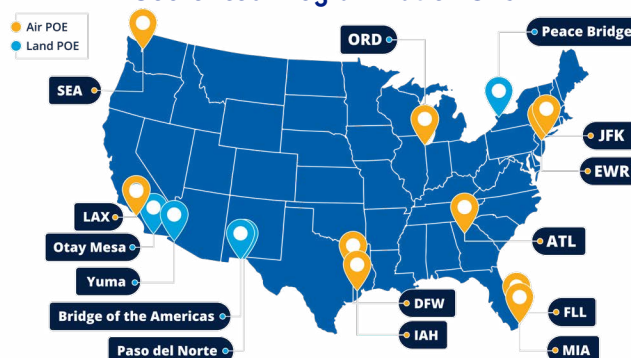 Air POE
Land POE
ORD
Peace Bridge
SEA
JFK
EWR
LAX
Otay Mesa
ATL
Yuma
Bridge of the Americas
DFW
FLL
IAH
Paso del Norte
MIA